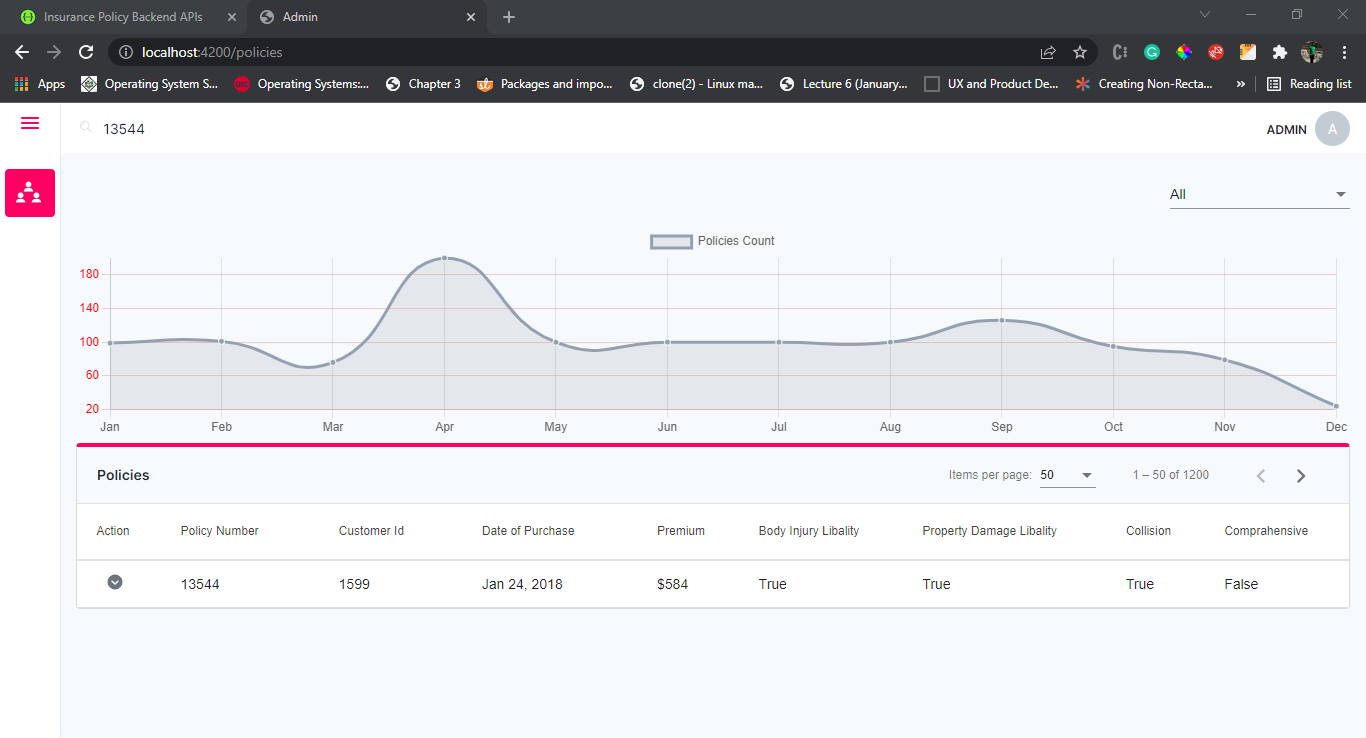 Insurance Policy Backend APIs
Admin
localhost:4200/policies
Apps
Operating System S...
Operating Systems:...
Chapter 3
Packages and impo...
clone(2) - Linux ma...
Lecture 6 (January...
UX and Product De...
Creating Non-Recta...
»
Reading list
13544
ADMIN
A
All
Policies Count
180
140
100
60
20
Jan Feb Mar Apr May Jun Jul Aug Sep Oct Nov Dec
Policies
Items per page: 50
1 – 50 of 1200
Action Policy Number Customer Id Date of Purchase Premium Body Injury Libality Property Damage Libality Collision Comprahensive
13544 1599 Jan 24, 2018 $584 True True True False